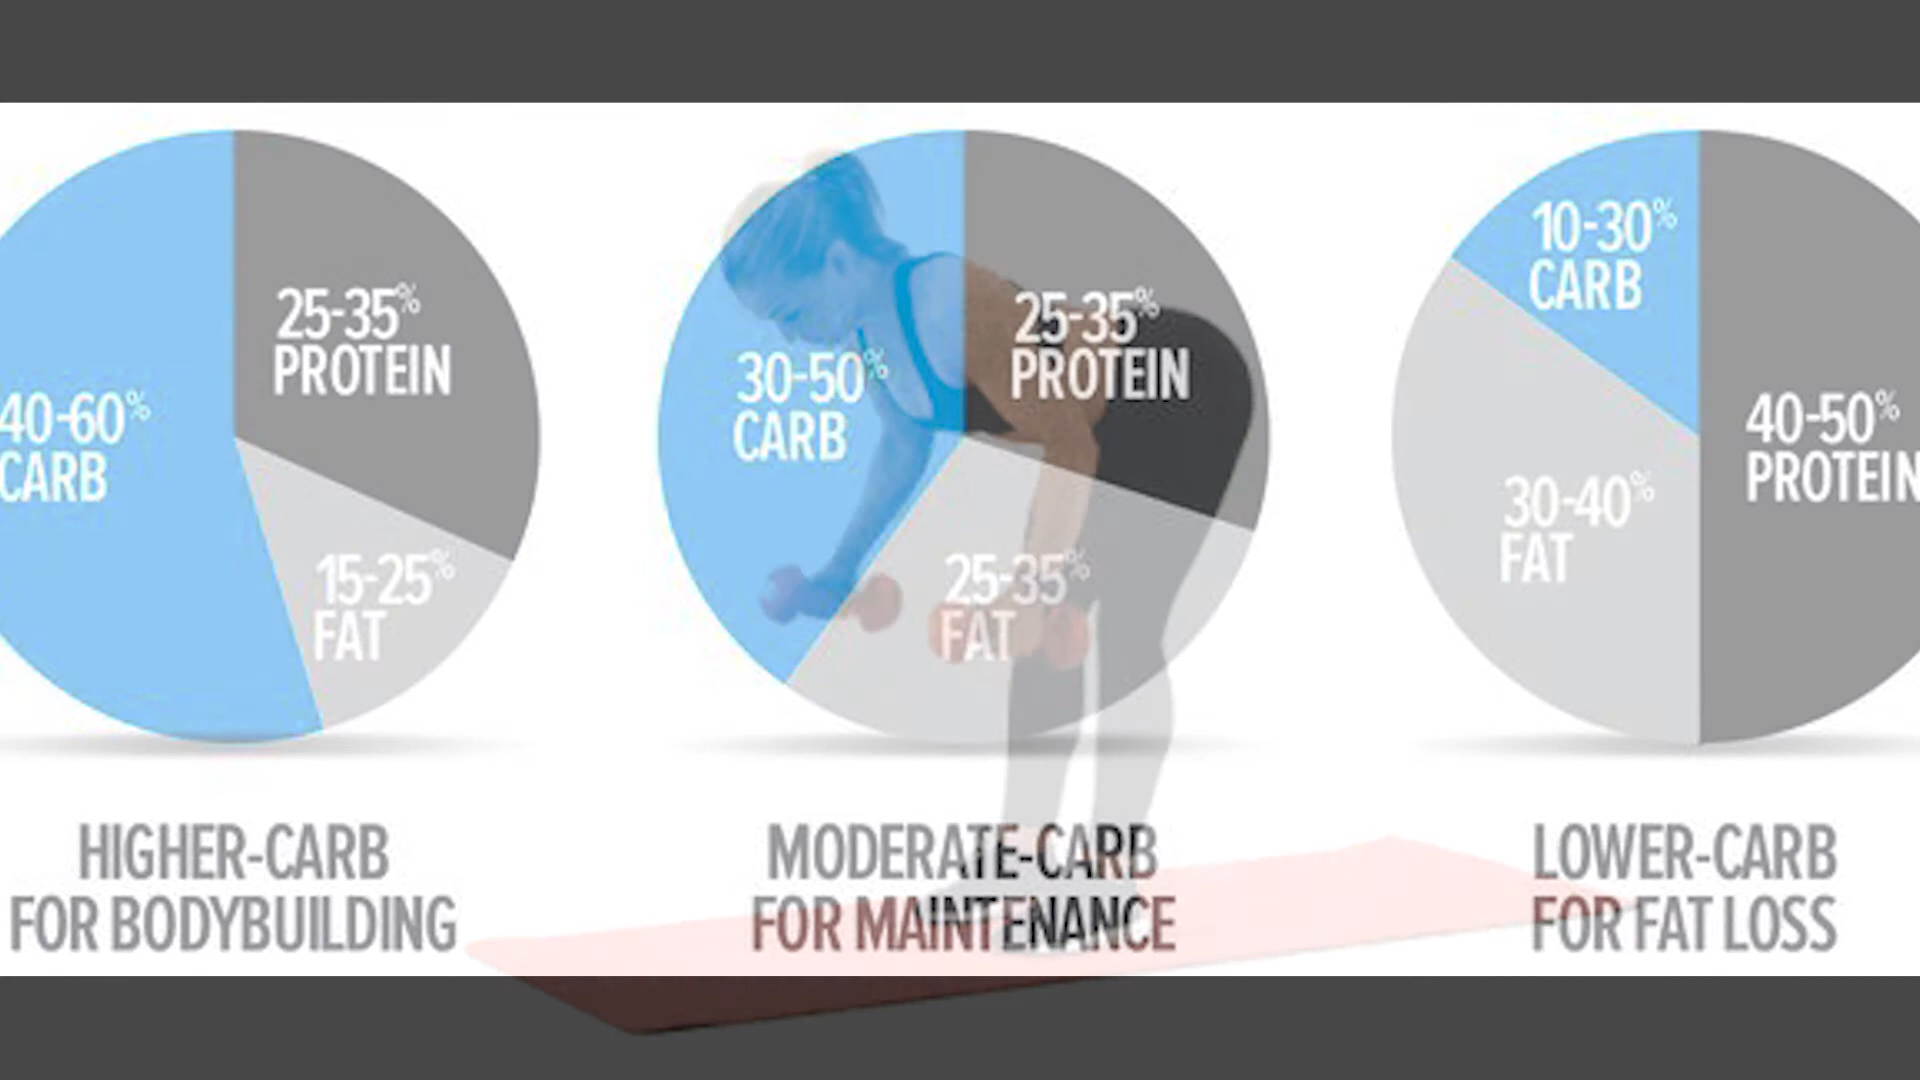 40-60%
CARB
25-35%
PROTEIN
15-25%
FAT
HIGHER-CARB
FOR BODYBUILDING
30-50%
CARB
25-35%
PROTEIN
25-35%
FAT
MODERATE-CARB
FOR MAINTENANCE
10-30%
CARB
30-40%
FAT
40-50%
PROTEIN
LOWER-CARB
FOR FAT LOSS